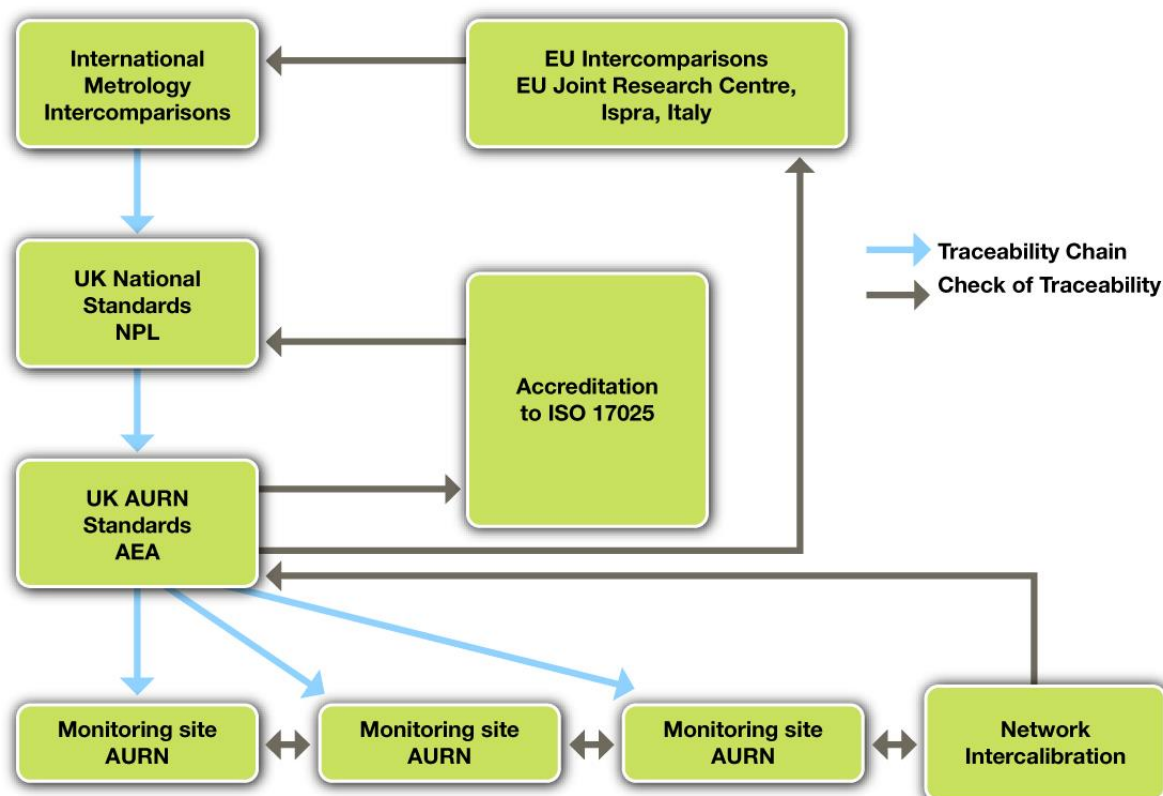 International
Metrology
Intercomparisons
EU Intercomparisons
EU Joint Research Centre,
Ispra, Italy
Traceability Chain
Check of Traceability
UK National
Standards
NPL
Accreditation
to ISO 17025
UK AURN
Standards
AEA
Monitoring site
AURN
Monitoring site
AURN
Monitoring site
AURN
Network
Intercalibration